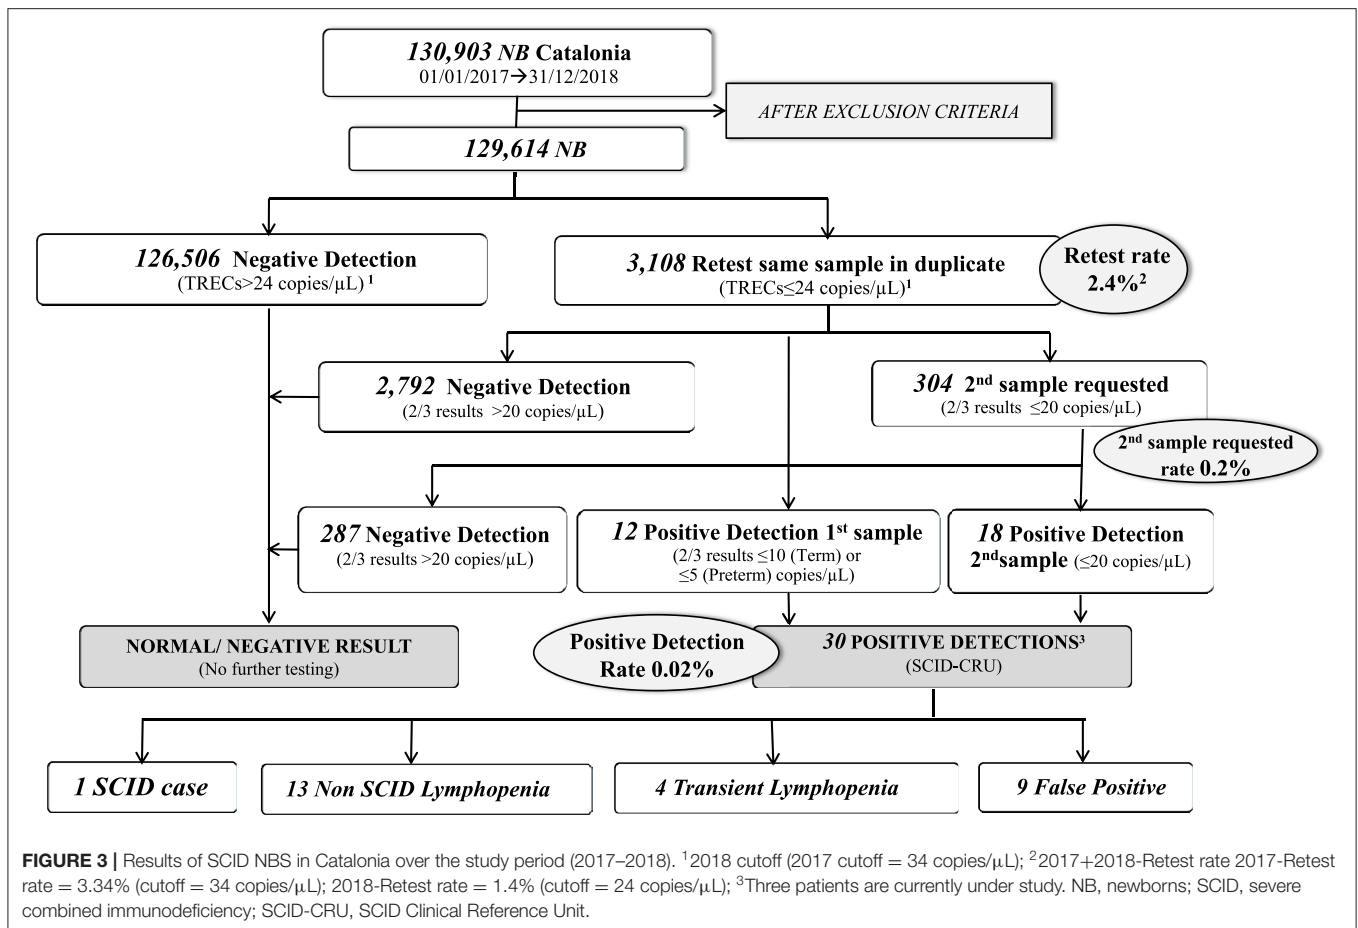 130,903 NB Catalonia
01/01/2017→31/12/2018
AFTER EXCLUSION CRITERIA
129,614 NB
126,506 Negative Detection
(TRECs>24 copies/µL) ¹
3,108 Retest same sample in duplicate
(TRECs≤24 copies/µL)¹
Retest rate
2.4%²
2,792 Negative Detection
(2/3 results >20 copies/µL)
304 2nd sample requested
(2/3 results ≤20 copies/µL)
2nd sample requested
rate 0.2%
287 Negative Detection
(2/3 results >20 copies/µL)
12 Positive Detection 1st sample
(2/3 results ≤10 (Term) or
≤5 (Preterm) copies/µL)
18 Positive Detection
2ndsample (≤20 copies/µL)
NORMAL/ NEGATIVE RESULT
(No further testing)
Positive Detection
Rate 0.02%
30 POSITIVE DETECTIONS³
(SCID-CRU)
1 SCID case
13 Non SCID Lymphopenia
4 Transient Lymphopenia
9 False Positive
FIGURE 3 | Results of SCID NBS in Catalonia over the study period (2017–2018). ¹2018 cutoff (2017 cutoff = 34 copies/µL); ²2017+2018-Retest rate 2017-Retest
rate = 3.34% (cutoff = 34 copies/µL); 2018-Retest rate = 1.4% (cutoff = 24 copies/µL); ³Three patients are currently under study. NB, newborns; SCID, severe
combined immunodeficiency; SCID-CRU, SCID Clinical Reference Unit.